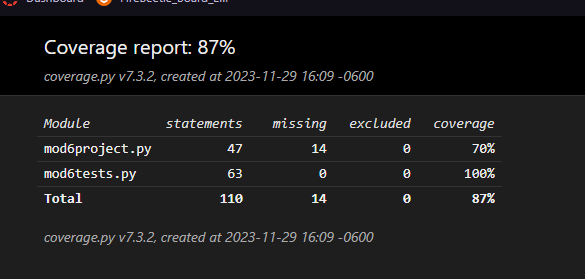 Dashboard
Coverage report: 87%
coverage.py v7.3.2, created at 2023-11-29 16:09 -0600
Module statements missing excluded coverage
mod6project.py 47 14 0 70%
mod6tests.py 63 0 0 100%
Total 110 14 0 87%
coverage.py v7.3.2, created at 2023-11-29 16:09 -0600